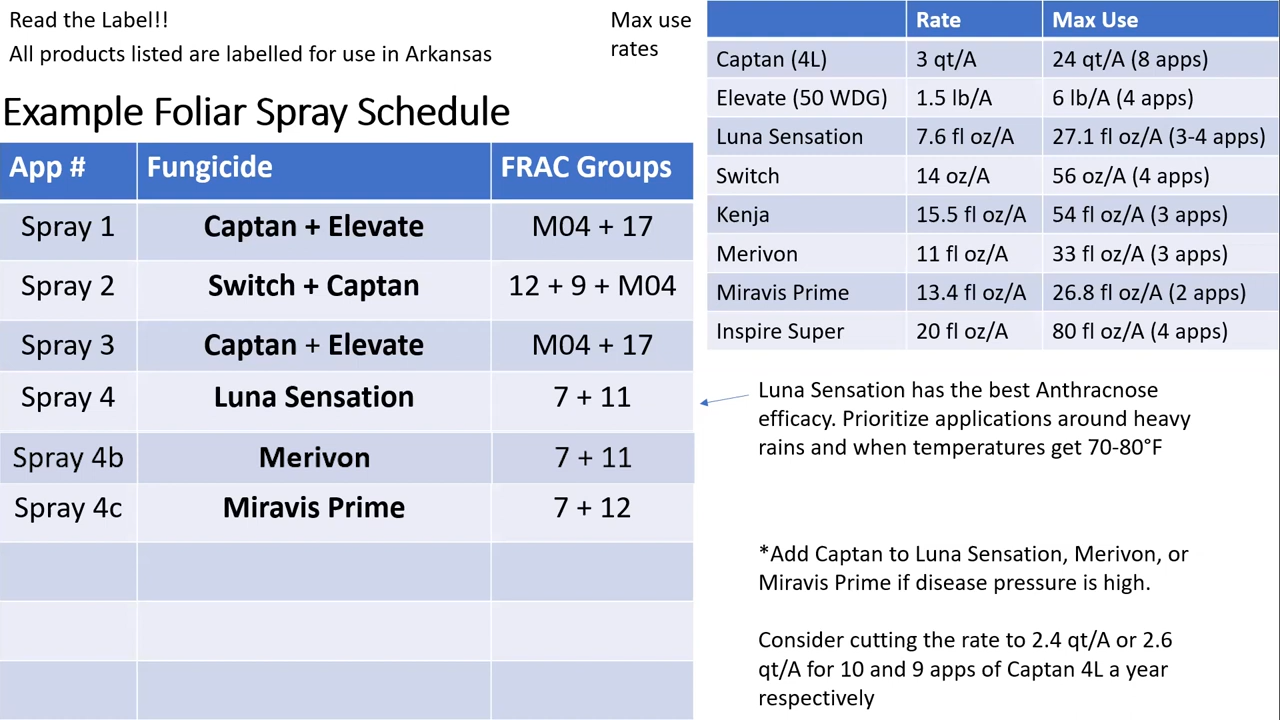 Read the Label!!
All products listed are labelled for use in Arkansas
Example Foliar Spray Schedule
App # Fungicide FRAC Groups
Spray 1 Captan + Elevate M04 + 17
Spray 2 Switch + Captan 12 + 9 + M04
Spray 3 Captan + Elevate M04 + 17
Spray 4 Luna Sensation 7 + 11
Spray 4b Merivon 7 + 11
Spray 4c Miravis Prime 7 + 12
Max use
rates
Rate Max Use
Captan (4L) 3 qt/A 24 qt/A (8 apps)
Elevate (50 WDG) 1.5 lb/A 6 lb/A (4 apps)
Luna Sensation 7.6 fl oz/A 27.1 fl oz/A (3-4 apps)
Switch 14 oz/A 56 oz/A (4 apps)
Kenja 15.5 fl oz/A 54 fl oz/A (3 apps)
Merivon 11 fl oz/A 33 fl oz/A (3 apps)
Miravis Prime 13.4 fl oz/A 26.8 fl oz/A (2 apps)
Inspire Super 20 fl oz/A 80 fl oz/A (4 apps)
Luna Sensation has the best Anthracnose
efficacy. Prioritize applications around heavy
rains and when temperatures get 70-80°F
*Add Captan to Luna Sensation, Merivon, or
Miravis Prime if disease pressure is high.
Consider cutting the rate to 2.4 qt/A or 2.6
qt/A for 10 and 9 apps of Captan 4L a year
respectively